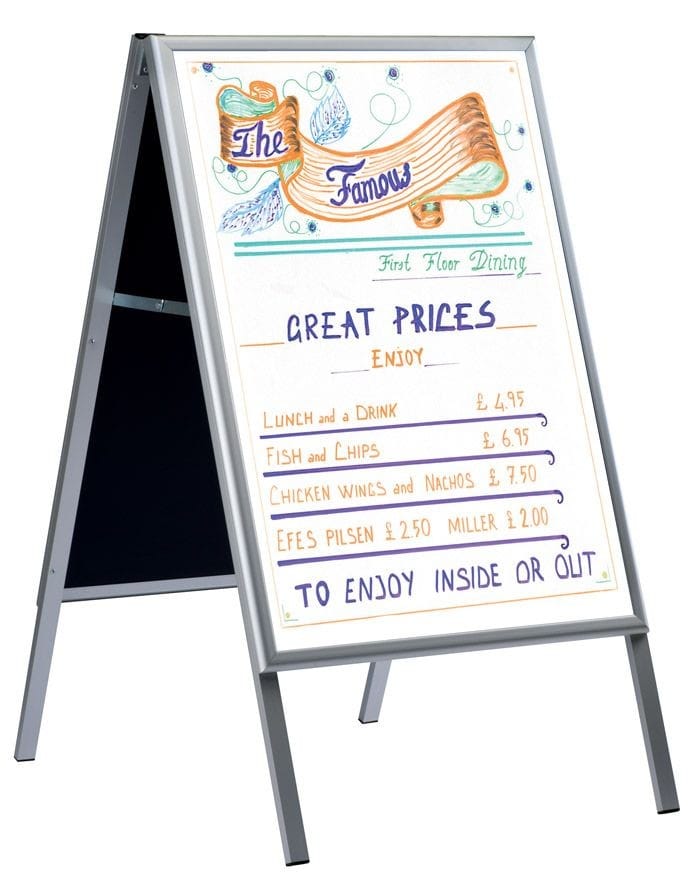 The
Famous
First Floor Dining
GREAT PRICES
ENJOY
LUNCH and a DRINK £ 4.95
FISH and CHIPS £ 6.95
CHICKEN WINGS and NACHOS £ 7.50
EFES PILSEN £ 2.50 MILLER £ 2.00
TO ENJOY INSIDE OR OUT